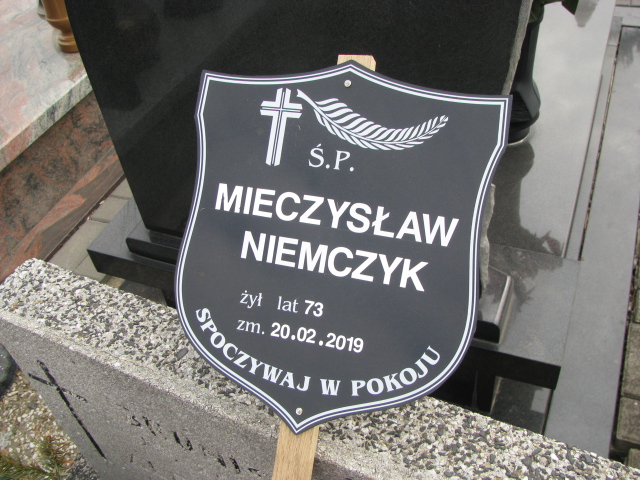 Ś.P.
MIECZYSŁAW
NIEMCZYK
żył lat 73
zm. 20.02.2019
SPOCZYWAJ W POKOJU